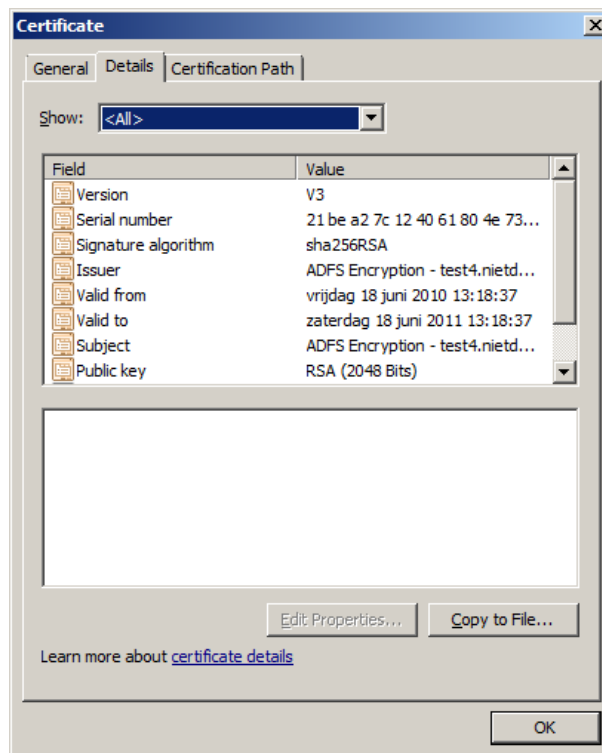 Certificate
General Details Certification Path
Show: <All>
Field Value
Version V3
Serial number 21 be a2 7c 12 40 61 80 4e 73...
Signature algorithm sha256RSA
Issuer ADFS Encryption - test4.nietd...
Valid from vrijdag 18 juni 2010 13:18:37
Valid to zaterdag 18 juni 2011 13:18:37
Subject ADFS Encryption - test4.nietd...
Public key RSA (2048 Bits)
Edit Properties... Copy to File...
Learn more about certificate details
OK